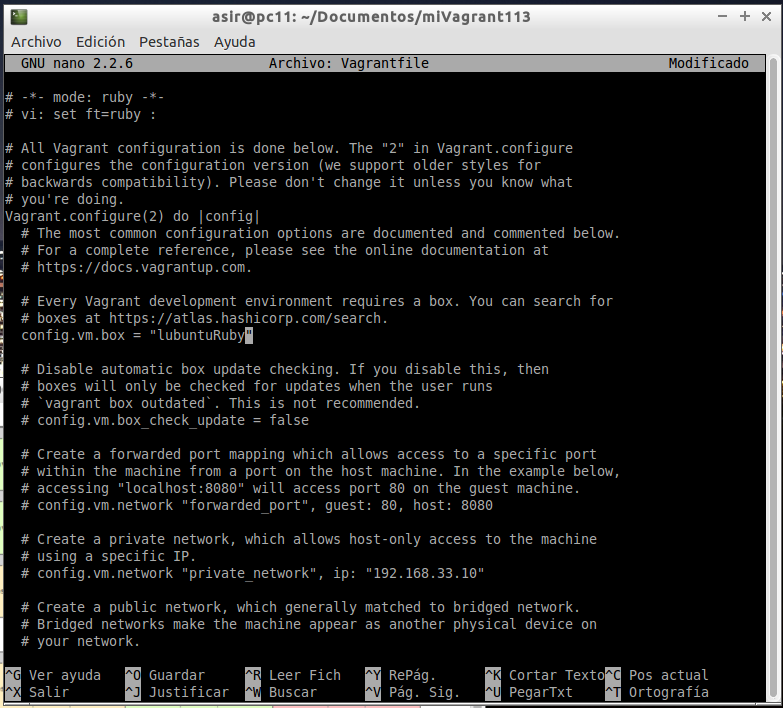 asir@pc11: ~/Documentos/miVagrant113
Archivo Edición Pestañas Ayuda
GNU nano 2.2.6 Archivo: Vagrantfile Modificado
# -*- mode: ruby -*-
# vi: set ft=ruby :
# All Vagrant configuration is done below. The "2" in Vagrant.configure
# configures the configuration version (we support older styles for
# backwards compatibility). Please don't change it unless you know what
# you're doing.
Vagrant.configure(2) do |config|
# The most common configuration options are documented and commented below.
# For a complete reference, please see the online documentation at
# https://docs.vagrantup.com.
# Every Vagrant development environment requires a box. You can search for
# boxes at https://atlas.hashicorp.com/search.
config.vm.box = "lubuntuRuby"
# Disable automatic box update checking. If you disable this, then
# boxes will only be checked for updates when the user runs
# `vagrant box outdated`. This is not recommended.
# config.vm.box_check_update = false
# Create a forwarded port mapping which allows access to a specific port
# within the machine from a port on the host machine. In the example below,
# accessing "localhost:8080" will access port 80 on the guest machine.
# config.vm.network "forwarded_port", guest: 80, host: 8080
# Create a private network, which allows host-only access to the machine
# using a specific IP.
# config.vm.network "private_network", ip: "192.168.33.10"
# Create a public network, which generally matched to bridged network.
# Bridged networks make the machine appear as another physical device on
# your network.
^G Ver ayuda ^O Guardar ^R Leer Fich ^Y RePág. ^K Cortar Texto ^C Pos actual
^X Salir ^J Justificar ^W Buscar ^V Pág. Sig. ^U PegarTxt ^T Ortografía